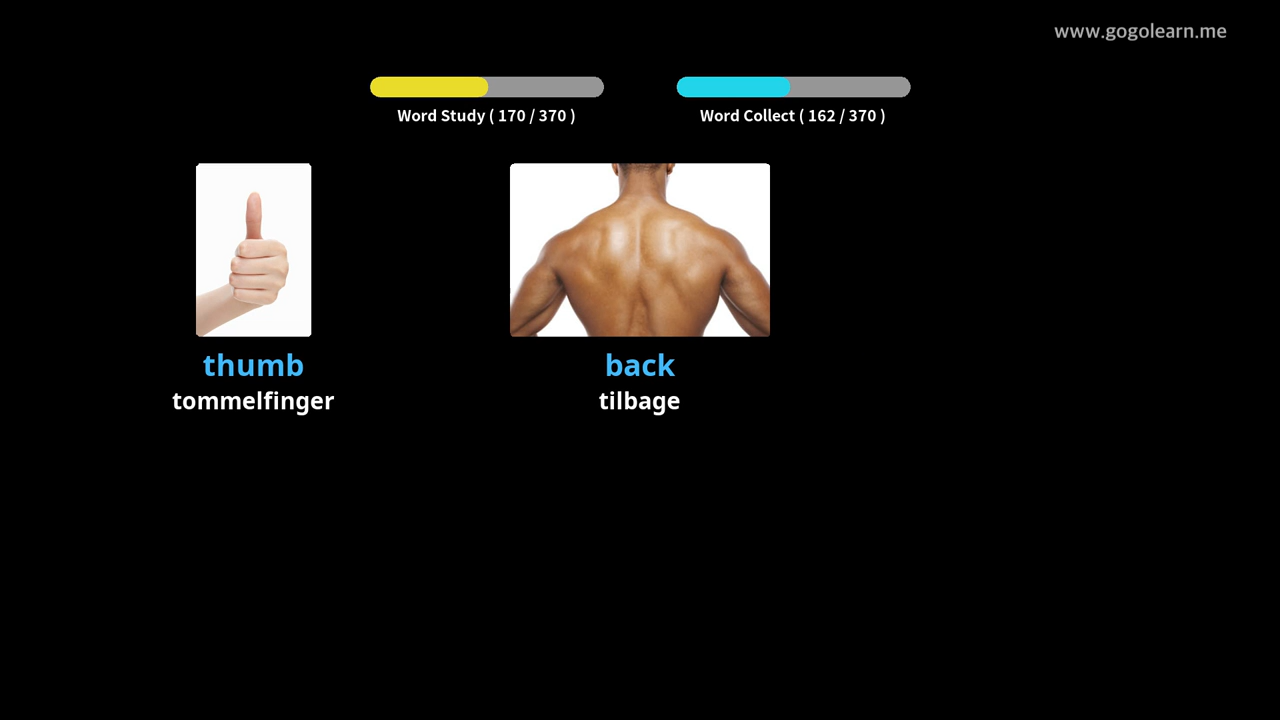 www.gogolearn.me
Word Study ( 170 / 370 )
Word Collect ( 162 / 370 )
thumb
tommelfinger
back
tilbage